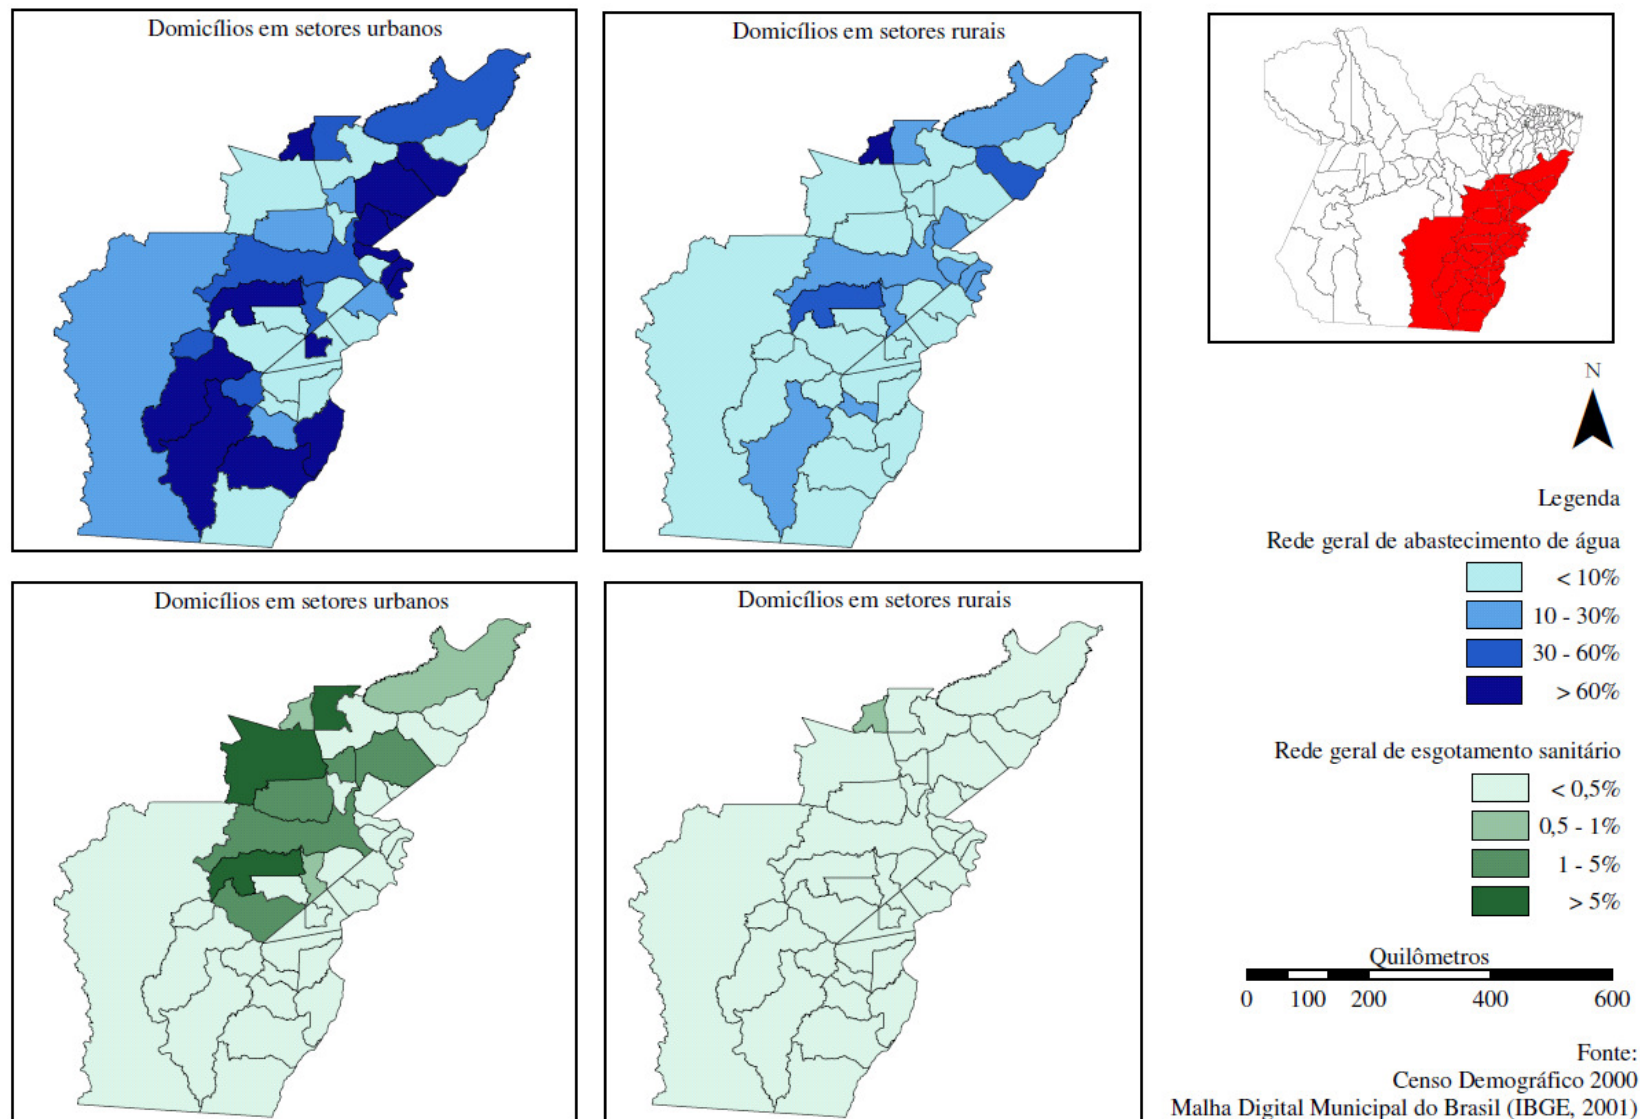 Domicílios em setores urbanos
Domicílios em setores rurais
N
Legenda
Rede geral de abastecimento de água
< 10%
10 - 30%
30 - 60%
> 60%
Domicílios em setores urbanos
Domicílios em setores rurais
Rede geral de esgotamento sanitário
< 0,5%
0,5 - 1%
1 - 5%
> 5%
Quilômetros
0 100 200 400 600
Fonte:
Censo Demográfico 2000
Malha Digital Municipal do Brasil (IBGE, 2001)